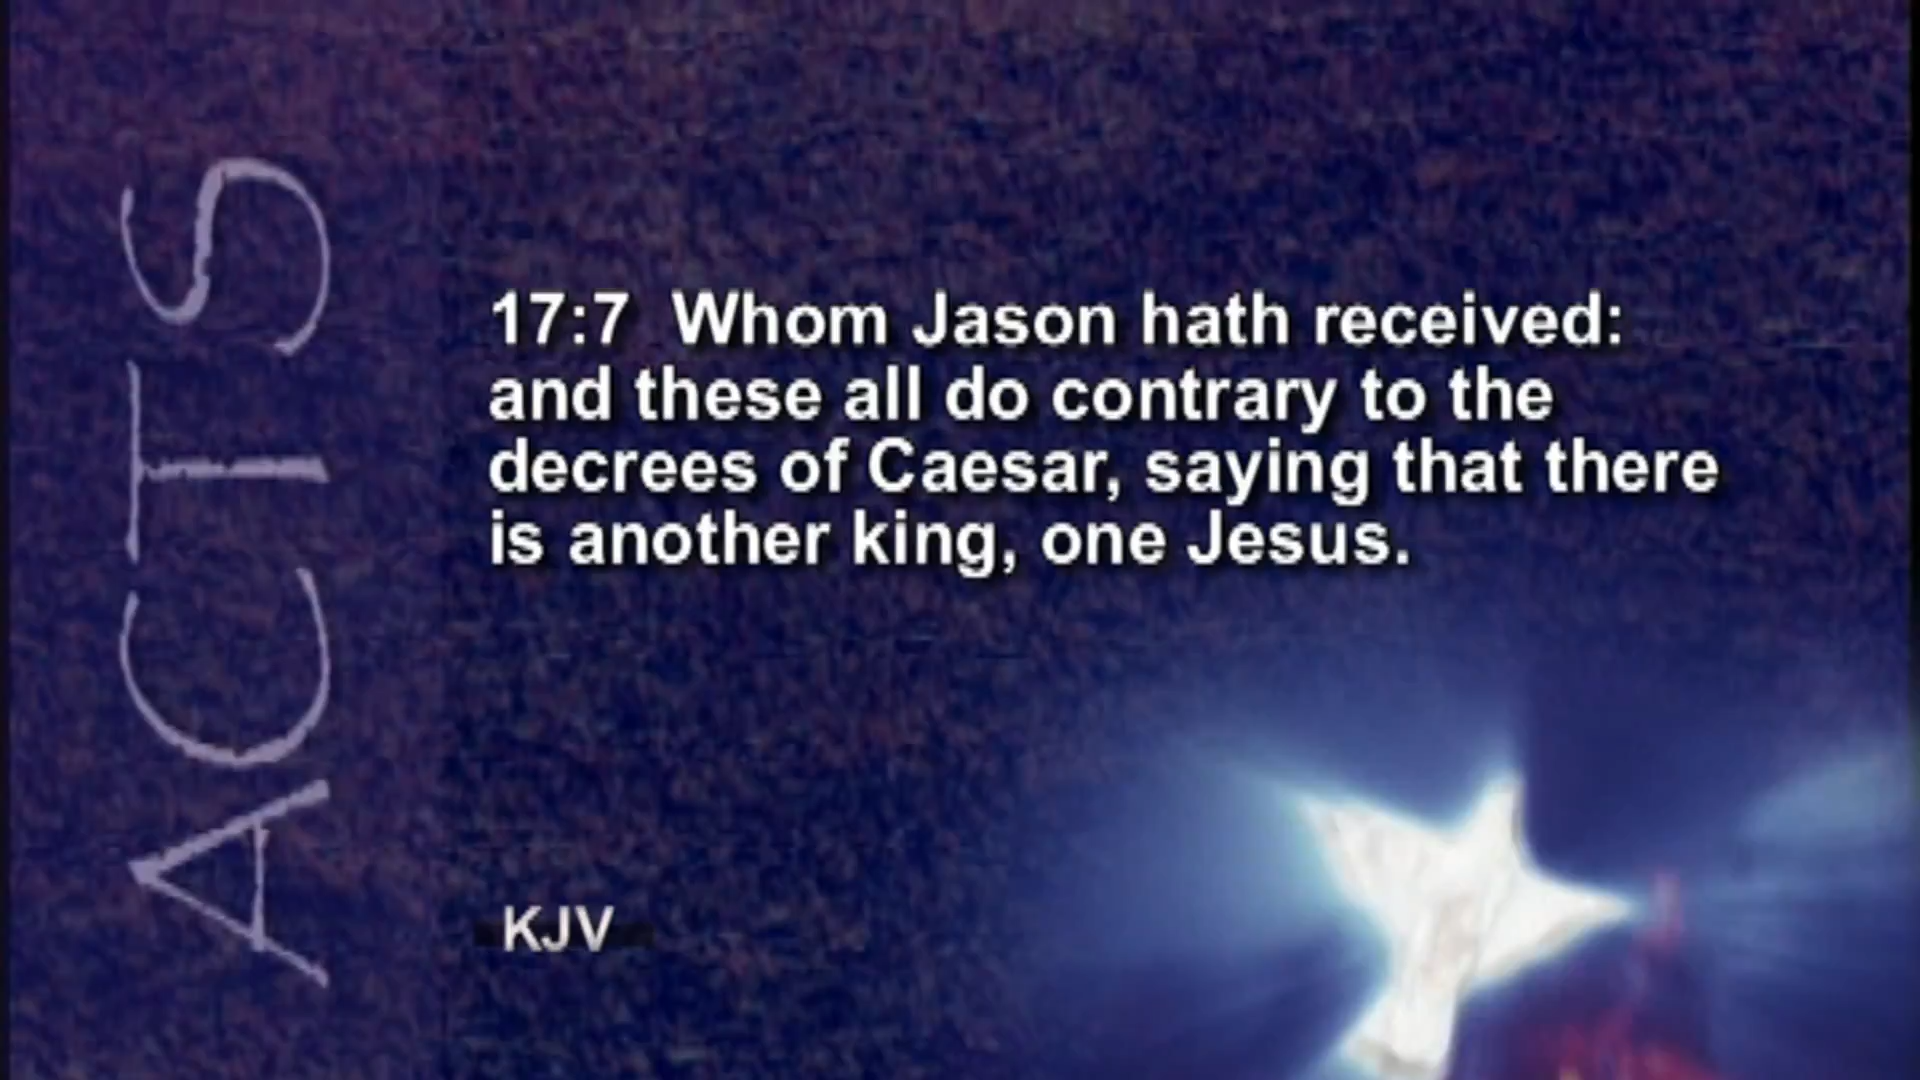 ACTS
17:7 Whom Jason hath received:
and these all do contrary to the
decrees of Caesar, saying that there
is another king, one Jesus.
KJV